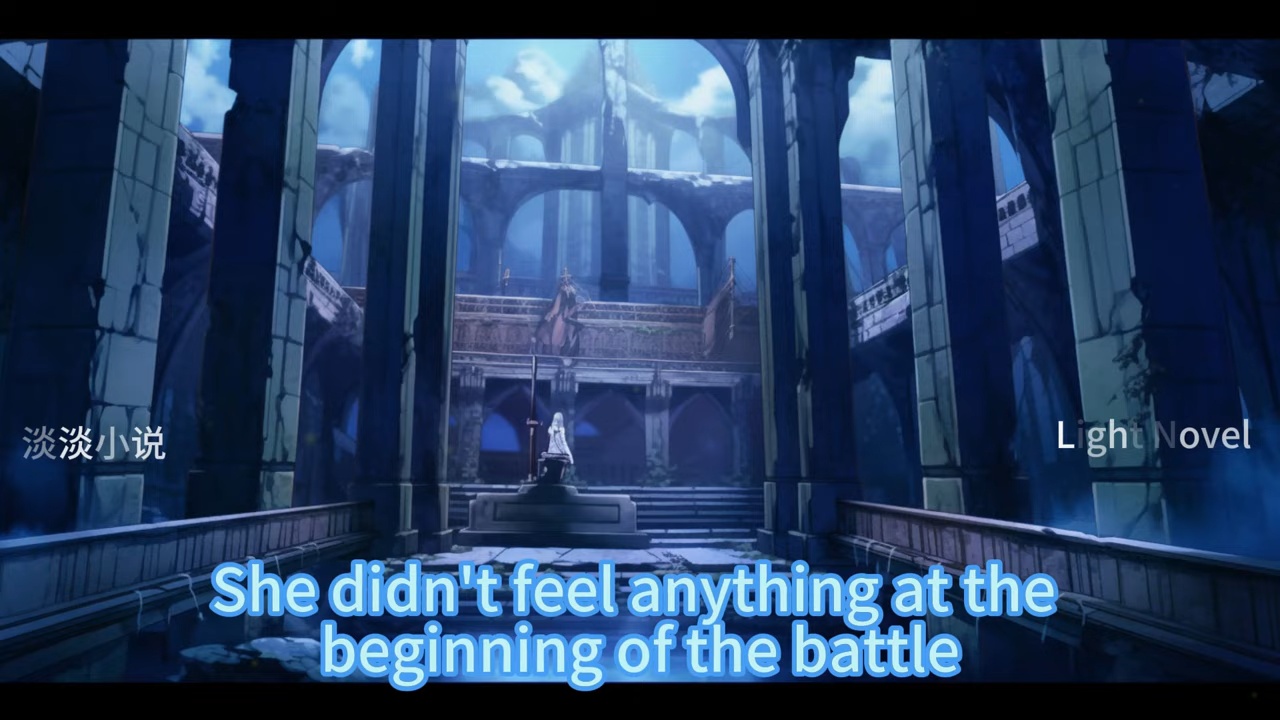 淡淡小说
Light Novel
She didn't feel anything at the
beginning of the battle